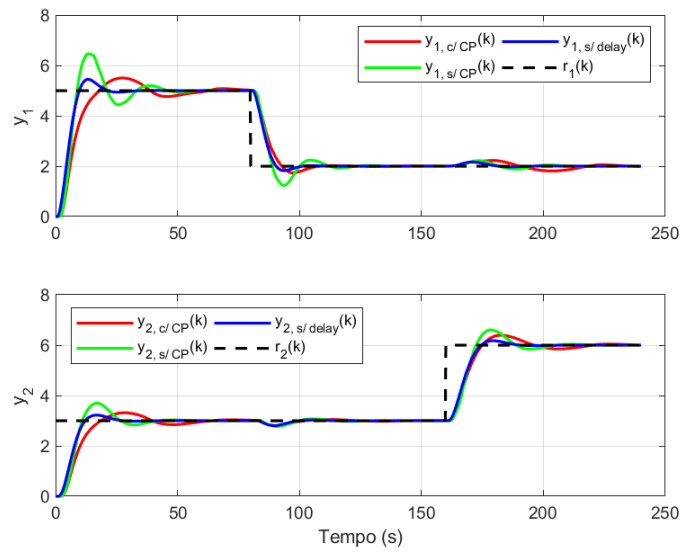 8
6
4
2
0
y1
y1, c/ CP(k)
y1, s/ delay(k)
y1, s/ CP(k)
r1(k)
0
50
100
150
200
250
8
6
4
2
0
y2
y2, c/ CP(k)
y2, s/ delay(k)
y2, s/ CP(k)
r2(k)
0
50
100
150
200
250
Tempo (s)